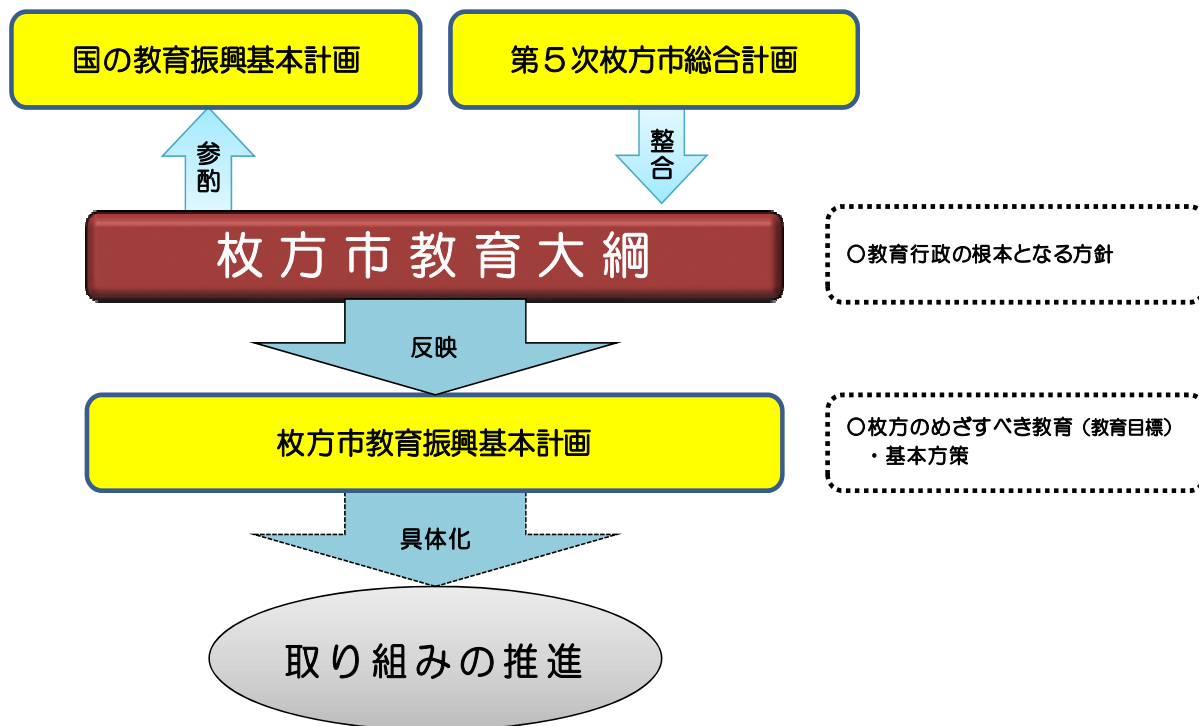 国の教育振興基本計画
第5次枚方市総合計画
参酌
整合
枚方市教育大綱
○教育行政の根本となる方針
反映
枚方市教育振興基本計画
○枚方のめざすべき教育（教育目標）
・基本方策
具体化
取り組みの推進